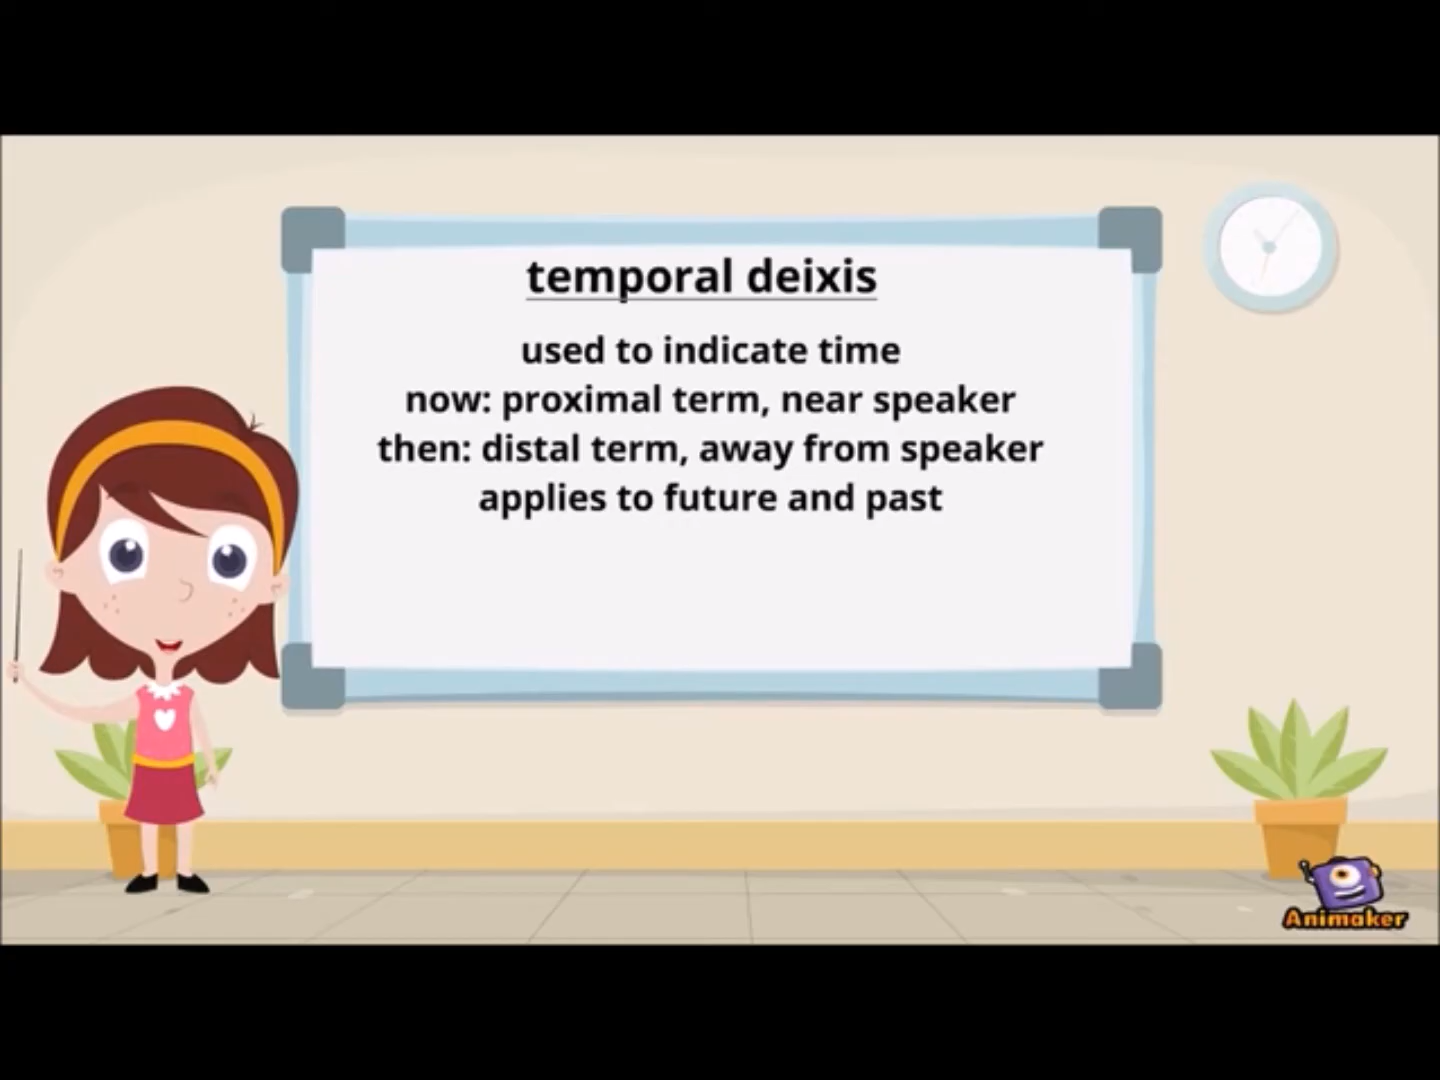 temporal deixis
used to indicate time
now: proximal term, near speaker
then: distal term, away from speaker
applies to future and past
Animaker